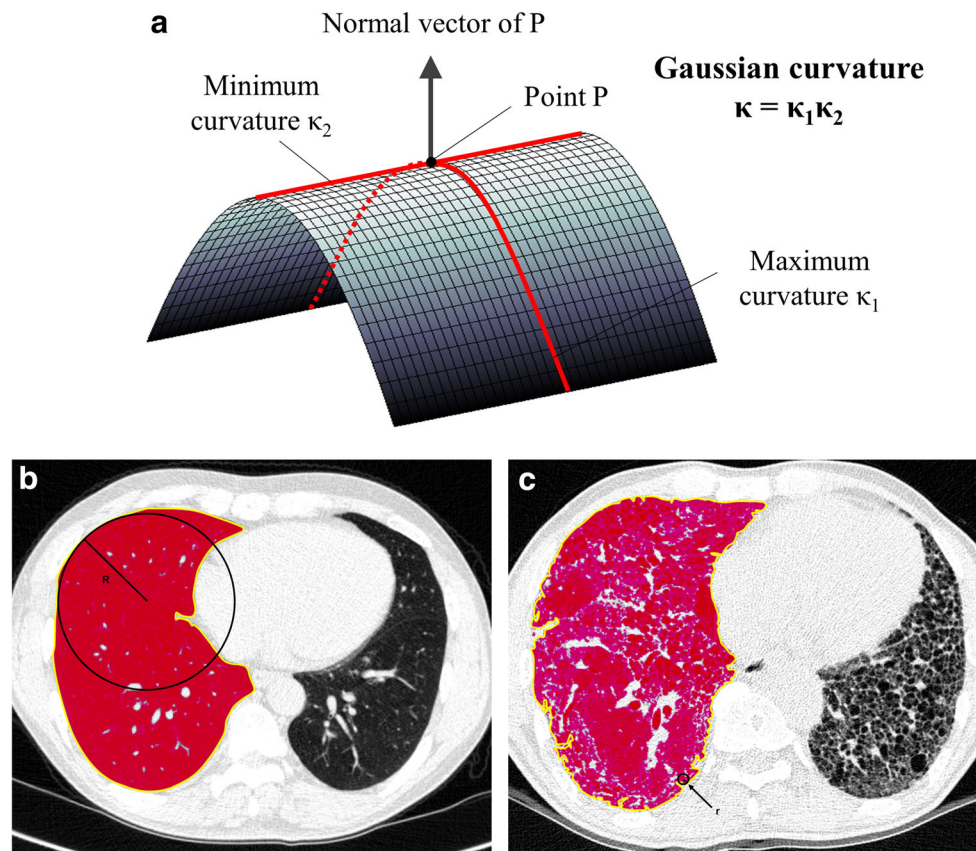 a
Normal vector of P
Gaussian curvature
κ = κ₁κ₂
Minimum
curvature κ₂
Point P
Maximum
curvature κ₁
b
R
c
r